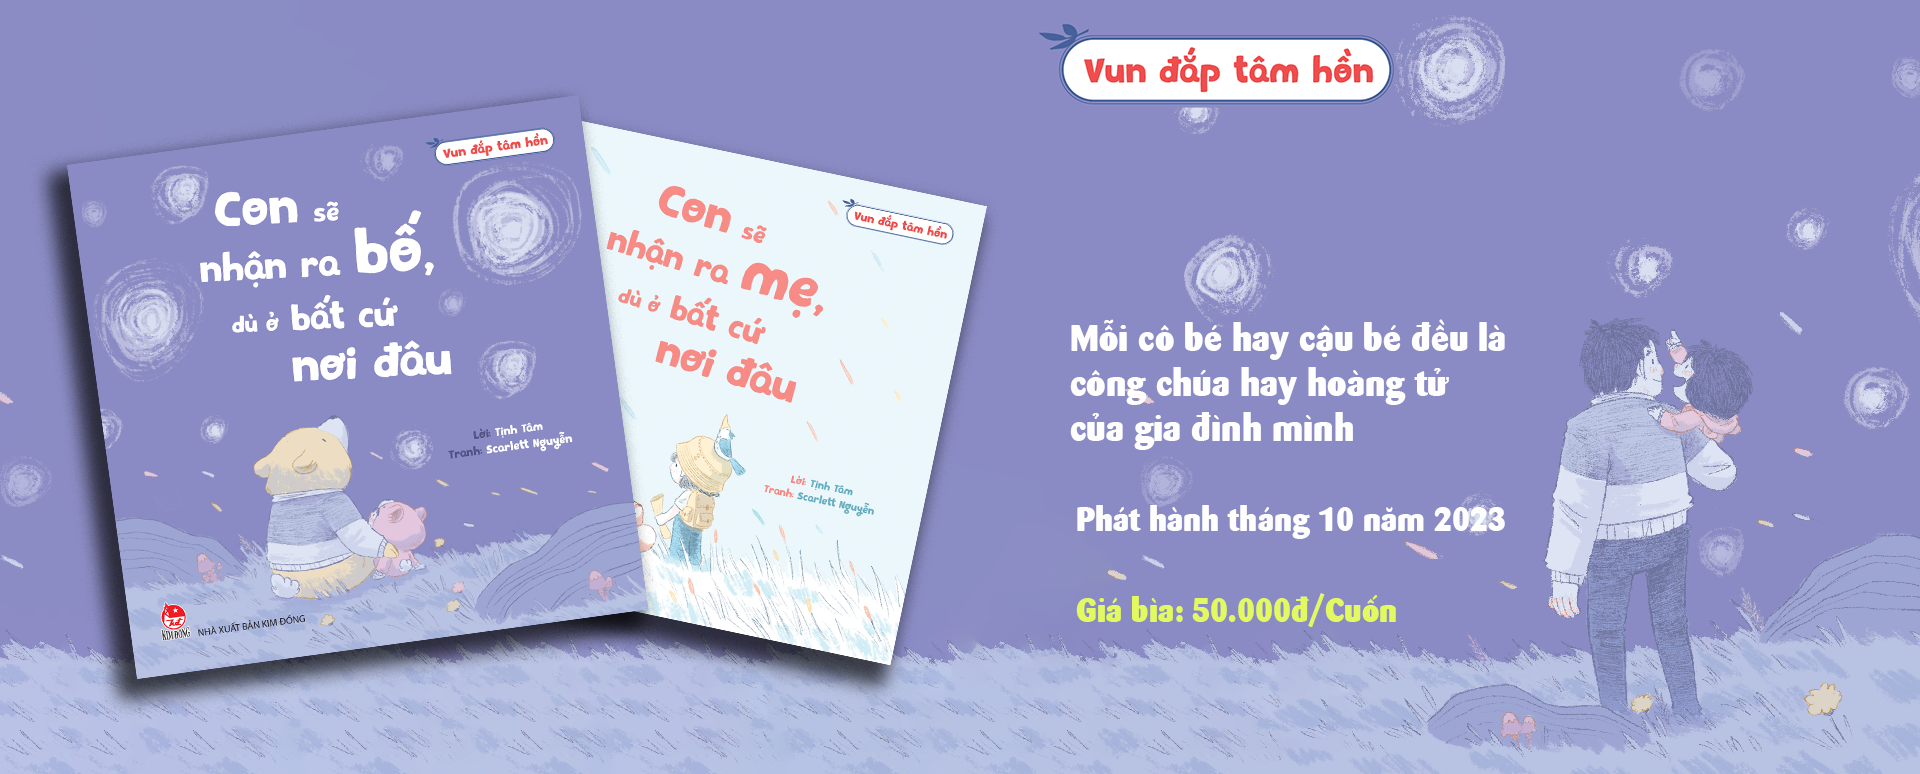 Vun đắp tâm hồn
Con sẽ
nhận ra bố,
dù ở bất cứ
nơi đâu
Lời: Tịnh Tâm
Tranh: Scarlett Nguyễn
KIM ĐỒNG
NHÀ XUẤT BẢN KIM ĐỒNG
Vun đắp tâm hồn
Con sẽ
nhận ra mẹ,
dù ở bất cứ
nơi đâu
Lời: Tịnh Tâm
Tranh: Scarlett Nguyễn
Vun đắp tâm hồn
Mỗi cô bé hay cậu bé đều là
công chúa hay hoàng tử
của gia đình mình
Phát hành tháng 10 năm 2023
Giá bìa: 50.000đ/Cuốn